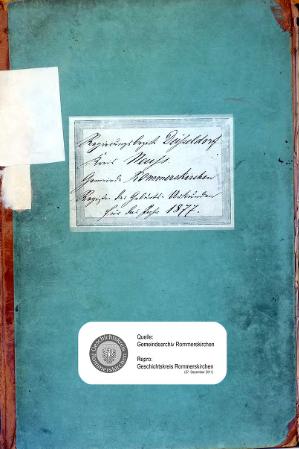 Regierungsbezirk Düsseldorf
Kreis Neuss.
Gemeinde Rommerskirchen
Register der Geburts-Urkunden
für das Jahr 1877.
Quelle:
Gemeindearchiv Rommerskirchen
Repro:
Geschichtskreis Rommerskirchen